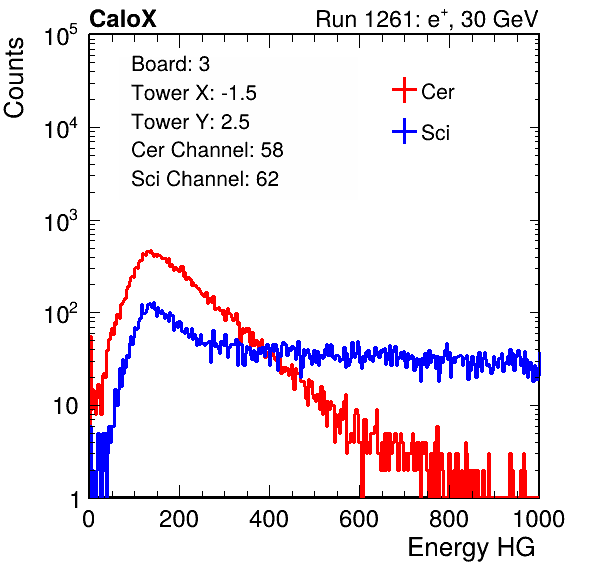 CaloX Run 1261: e⁺, 30 GeV
Counts
Board: 3
Tower X: -1.5
Tower Y: 2.5
Cer Channel: 58
Sci Channel: 62
Cer
Sci
10⁵
10⁴
10³
10²
10
1
0 200 400 600 800 1000
Energy HG